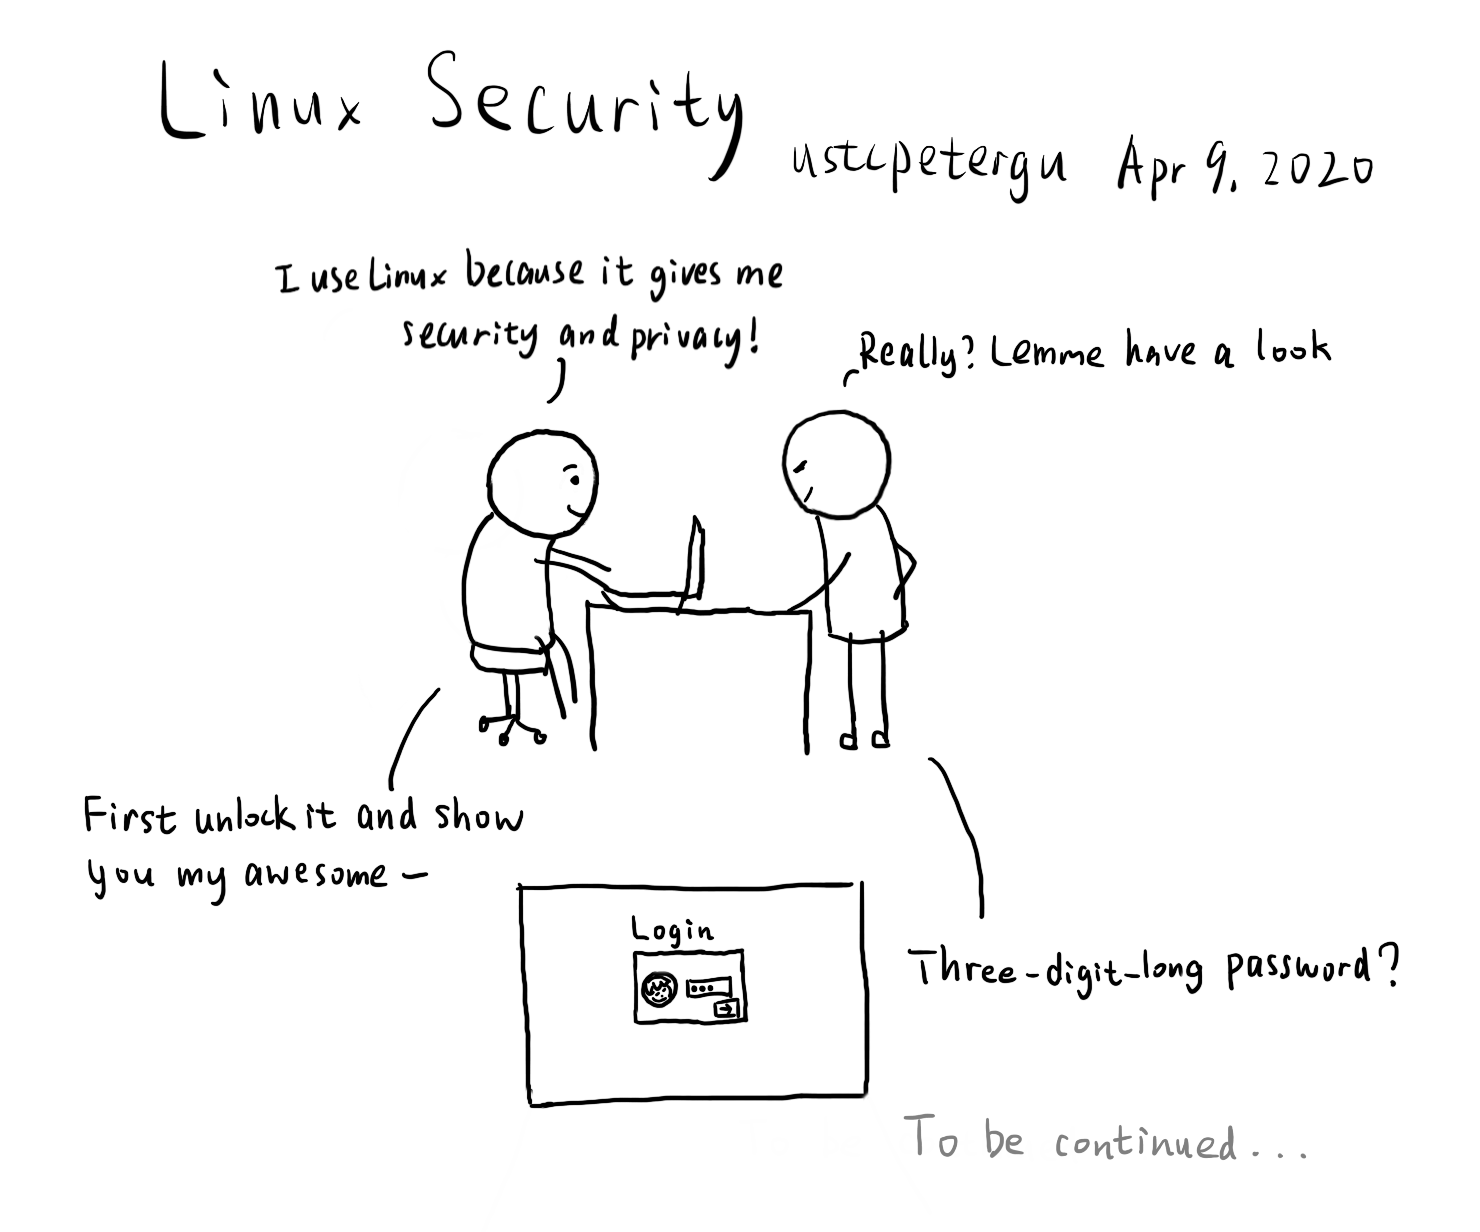 Linux Security
ustcpetergu Apr 9, 2020
I use Linux because it gives me
security and privacy!
Really? Lemme have a look
First unlock it and show
you my awesome —
Login
Three-digit-long password?
To be continued...